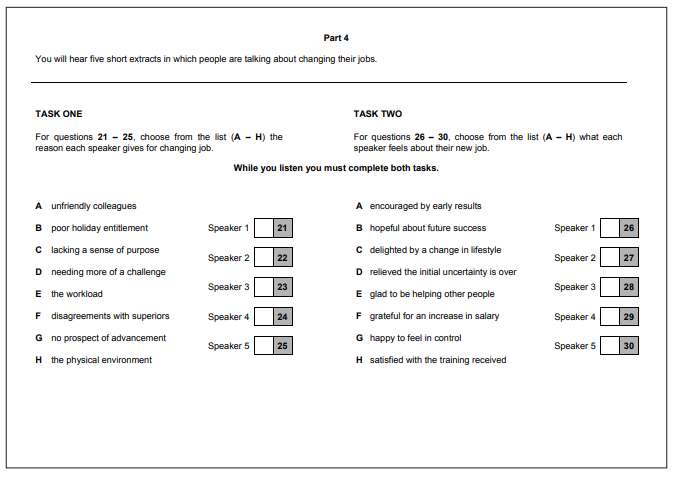 Part 4
You will hear five short extracts in which people are talking about changing their jobs.
TASK ONE
For questions 21 – 25, choose from the list (A – H) the
reason each speaker gives for changing job.
TASK TWO
For questions 26 – 30, choose from the list (A – H) what each
speaker feels about their new job.
While you listen you must complete both tasks.
A unfriendly colleagues
B poor holiday entitlement
C lacking a sense of purpose
D needing more of a challenge
E the workload
F disagreements with superiors
G no prospect of advancement
H the physical environment
Speaker 1 21
Speaker 2 22
Speaker 3 23
Speaker 4 24
Speaker 5 25
A encouraged by early results
B hopeful about future success
C delighted by a change in lifestyle
D relieved the initial uncertainty is over
E glad to be helping other people
F grateful for an increase in salary
G happy to feel in control
H satisfied with the training received
Speaker 1 26
Speaker 2 27
Speaker 3 28
Speaker 4 29
Speaker 5 30